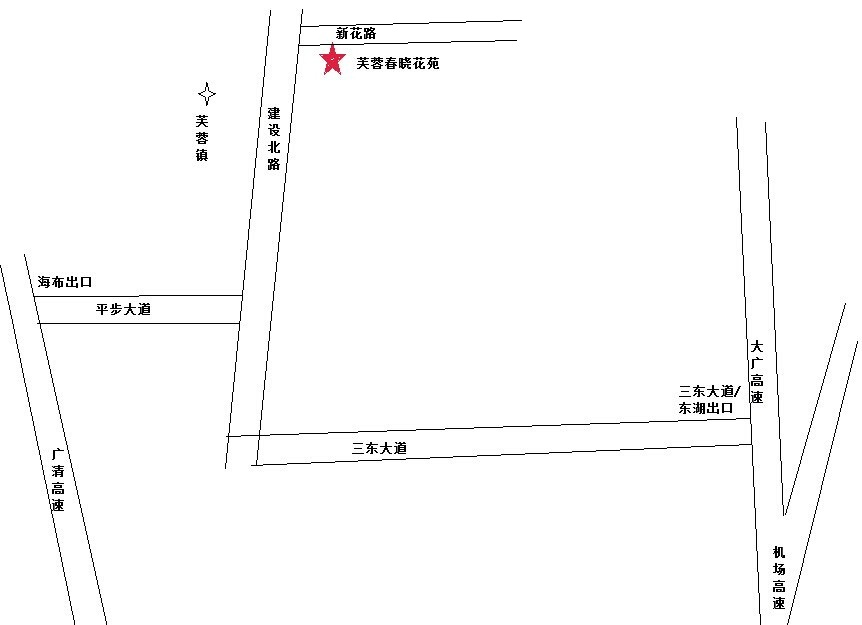 新花路
芙蓉春晓花苑
芙蓉镇
建设北路
海布出口
平步大道
大广高速
三东大道/
东湖出口
三东大道
广清高速
机场高速